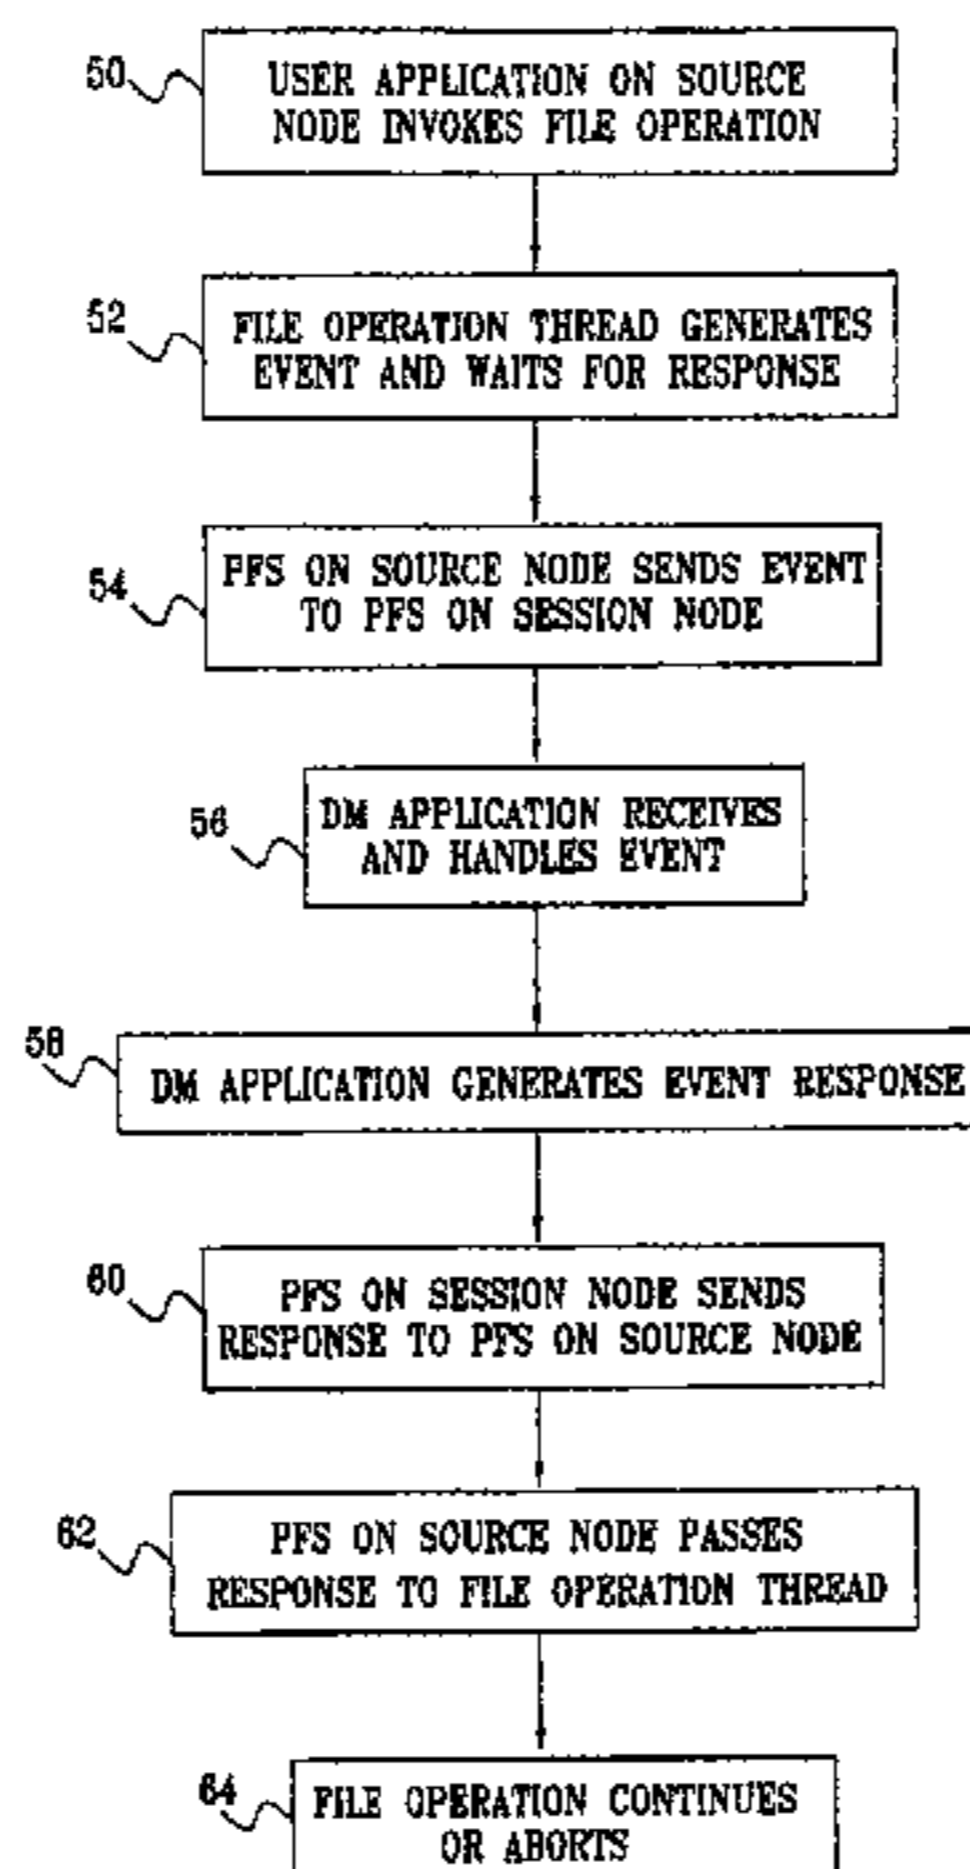 50
USER APPLICATION ON SOURCE
NODE INVOKES FILE OPERATION
52
FILE OPERATION THREAD GENERATES
EVENT AND WAITS FOR RESPONSE
54
PFS ON SOURCE NODE SENDS EVENT
TO PFS ON SESSION NODE
56
DM APPLICATION RECEIVES
AND HANDLES EVENT
58
DM APPLICATION GENERATES EVENT RESPONSE
60
PFS ON SESSION NODE SENDS
RESPONSE TO PFS ON SOURCE NODE
62
PFS ON SOURCE NODE PASSES
RESPONSE TO FILE OPERATION THREAD
64
FILE OPERATION CONTINUES
OR ABORTS